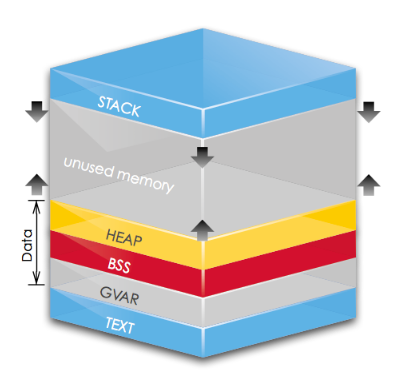 STACK
unused memory
HEAP
Data
BSS
GVAR
TEXT